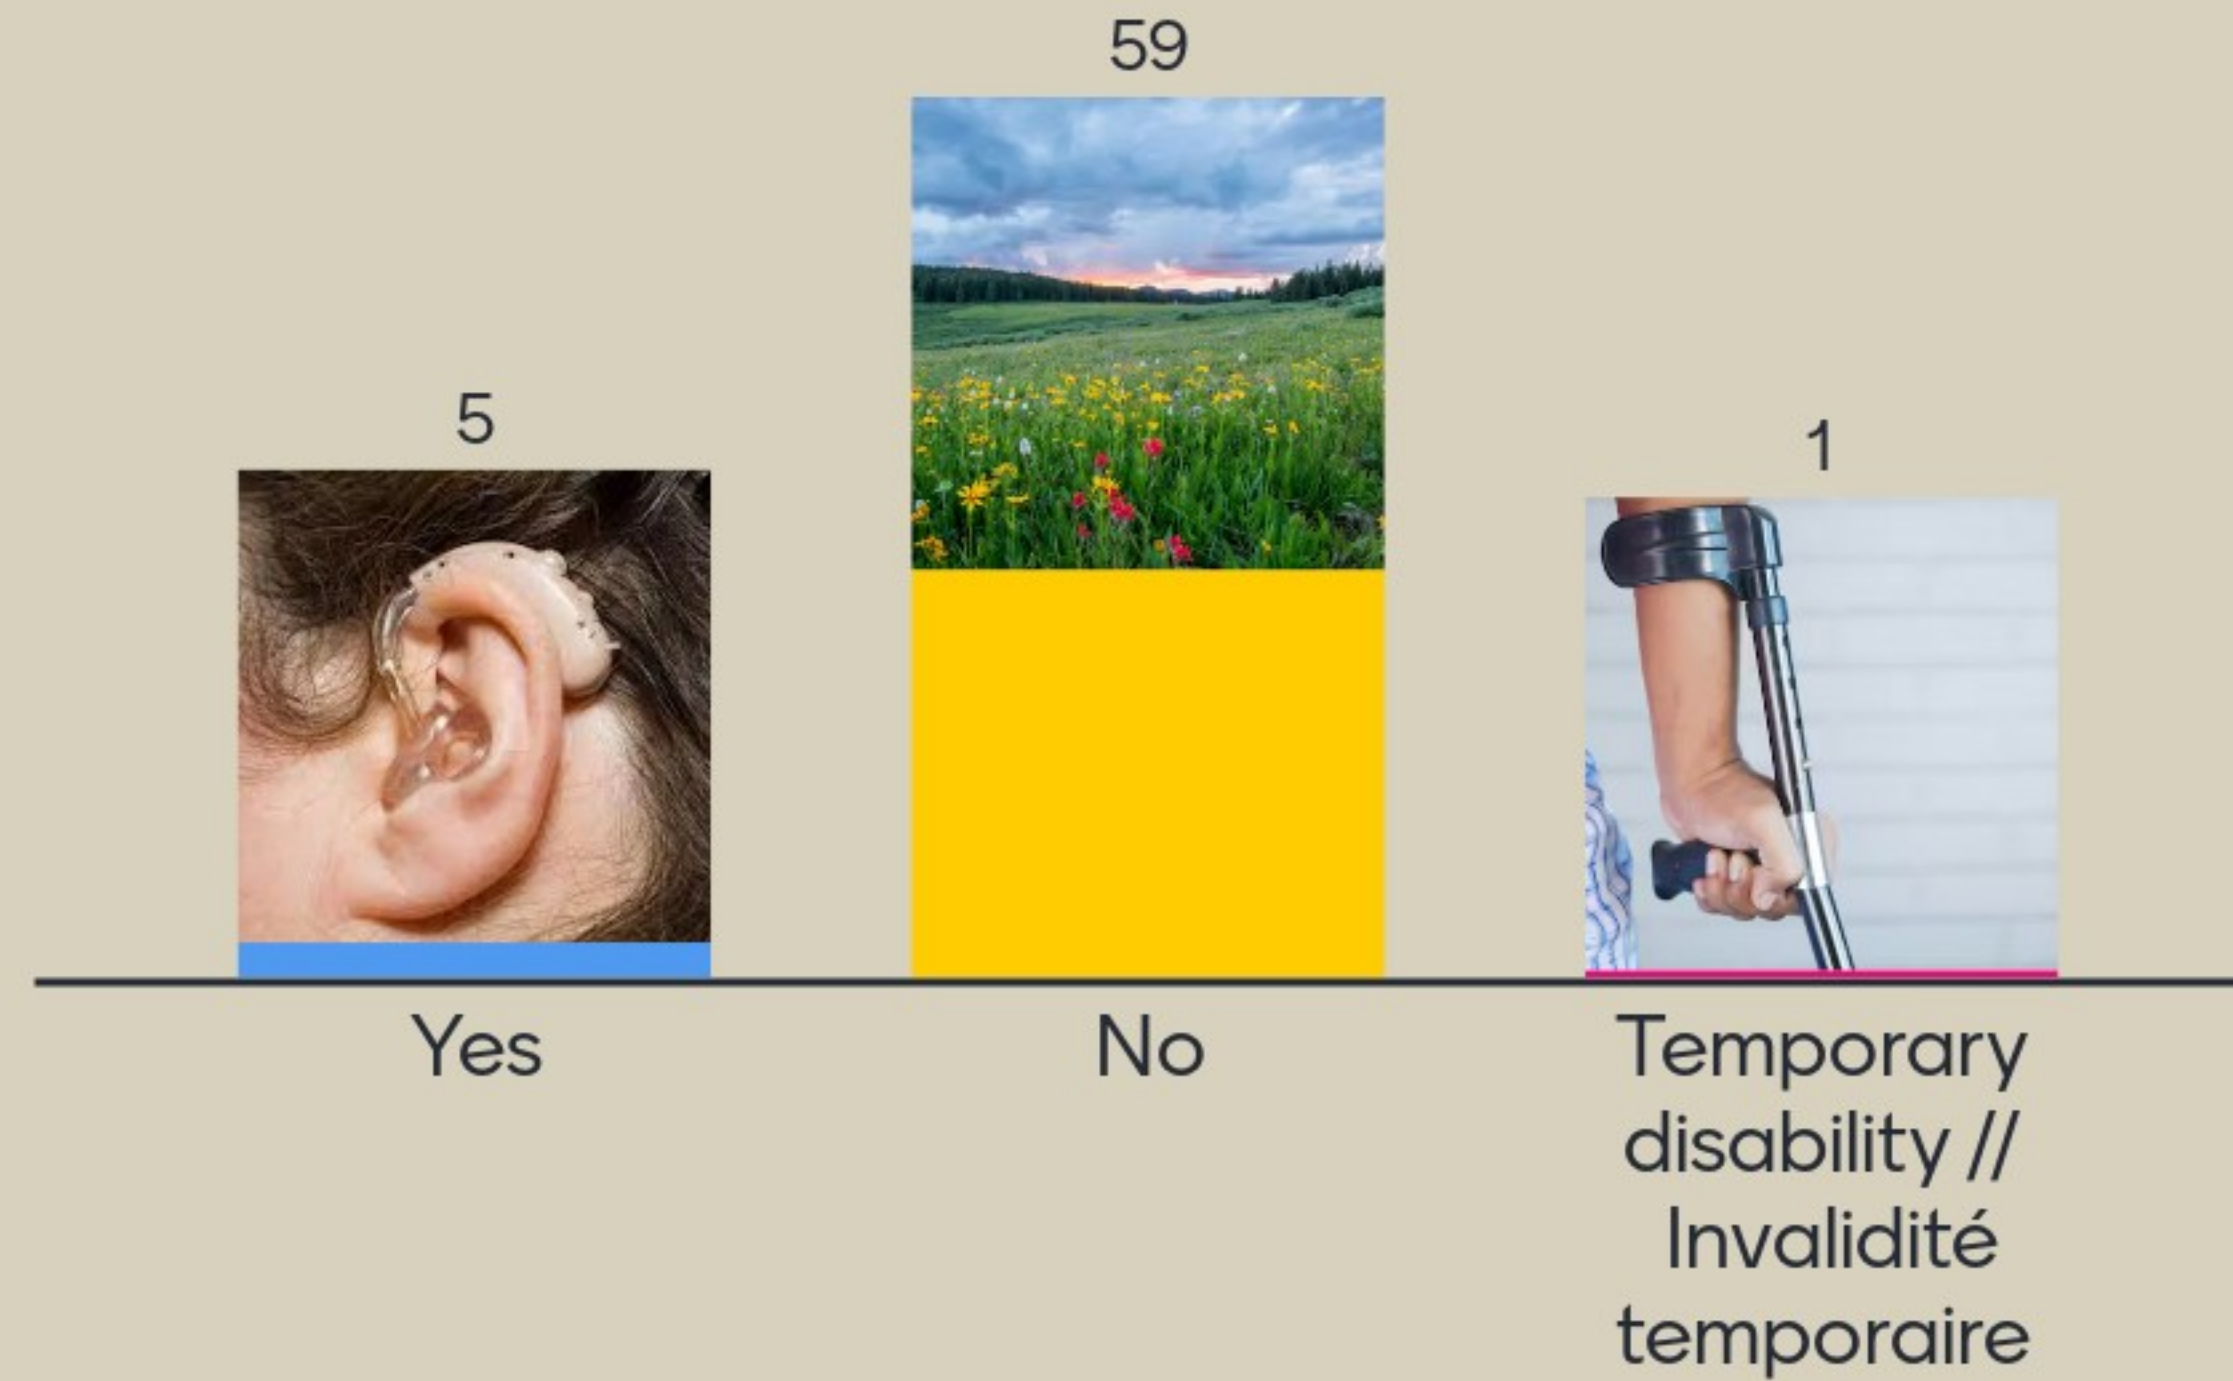 59
5
1
Yes
No
Temporary
disability //
Invalidité
temporaire